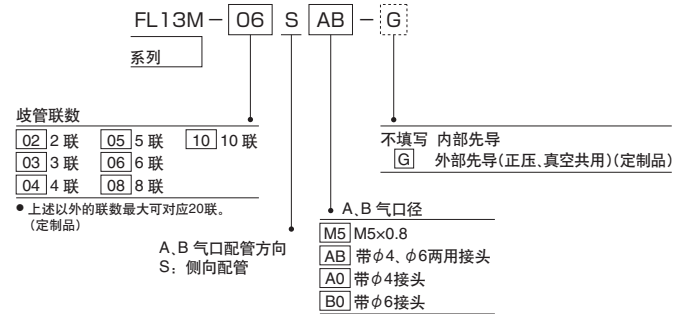 FL13M－06 S AB－G
系列
歧管联数
02 2 联 05 5 联 10 10 联
03 3 联 06 6 联
04 4 联 08 8 联
● 上述以外的联数最大可对应20联。
（定制品）
A、B 气口配管方向
S：侧向配管
A、B 气口径
M5 M5×0.8
AB 带φ4、φ6两用接头
A0 带φ4接头
B0 带φ6接头
不填写 内部先导
G 外部先导（正压、真空共用）（定制品）